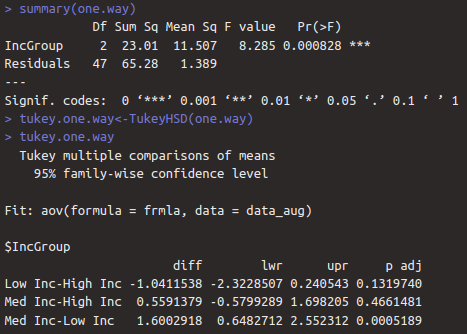 > summary(one.way)
            Df Sum Sq Mean Sq F value   Pr(>F)
IncGroup     2  23.01  11.507   8.285 0.000828 ***
Residuals   47  65.28   1.389
---
Signif. codes:  0 ‘***’ 0.001 ‘**’ 0.01 ‘*’ 0.05 ‘.’ 0.1 ‘ ’ 1
> tukey.one.way<-TukeyHSD(one.way)
> tukey.one.way
  Tukey multiple comparisons of means
    95% family-wise confidence level
Fit: aov(formula = frmla, data = data_aug)
$IncGroup
                       diff        lwr      upr     p adj
Low Inc-High Inc -1.0411538 -2.3228507 0.240543 0.1319740
Med Inc-High Inc  0.5591379 -0.5799289 1.698205 0.4661481
Med Inc-Low Inc   1.6002918  0.6482712 2.552312 0.0005189